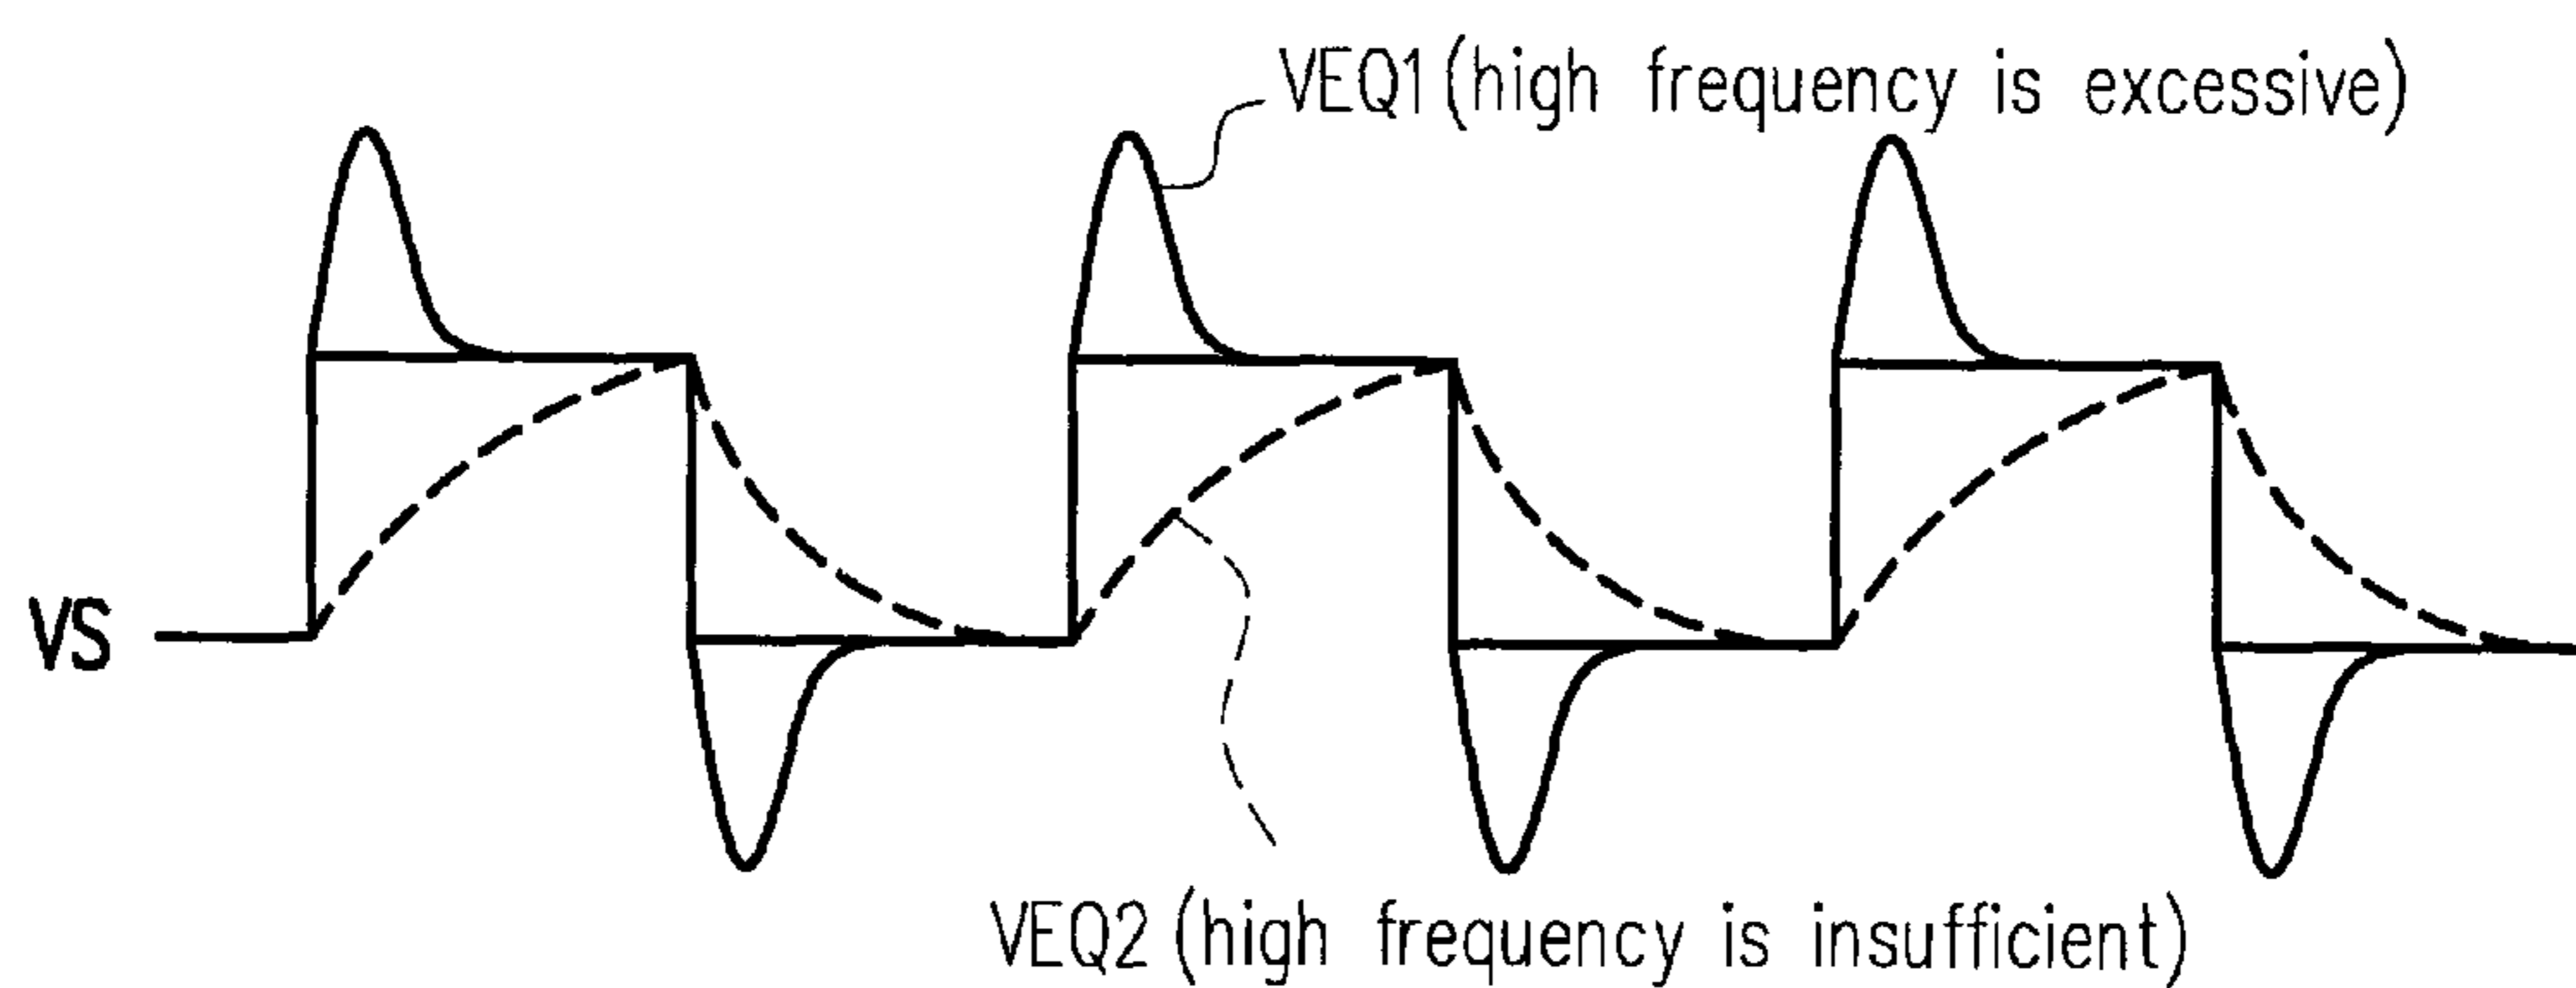 VEQ1 (high frequency is excessive)
VS
VEQ2 (high frequency is insufficient)